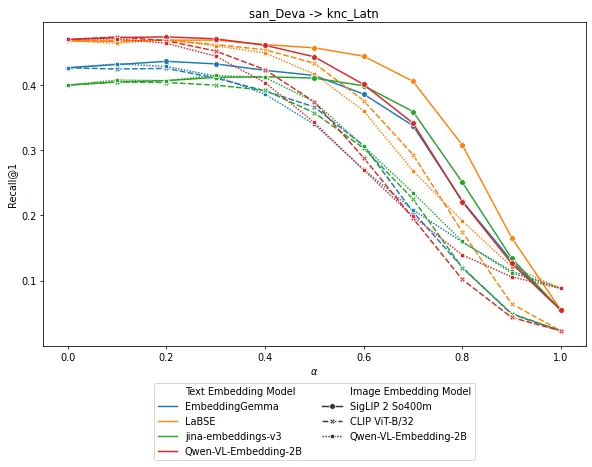 san_Deva -> knc_Latn
Recall@1
0.4
0.3
0.2
0.1
0.0 0.2 0.4 0.6 0.8 1.0
α
Text Embedding Model Image Embedding Model
EmbeddingGemma SigLIP 2 So400m
LaBSE CLIP ViT-B/32
jina-embeddings-v3 Qwen-VL-Embedding-2B
Qwen-VL-Embedding-2B